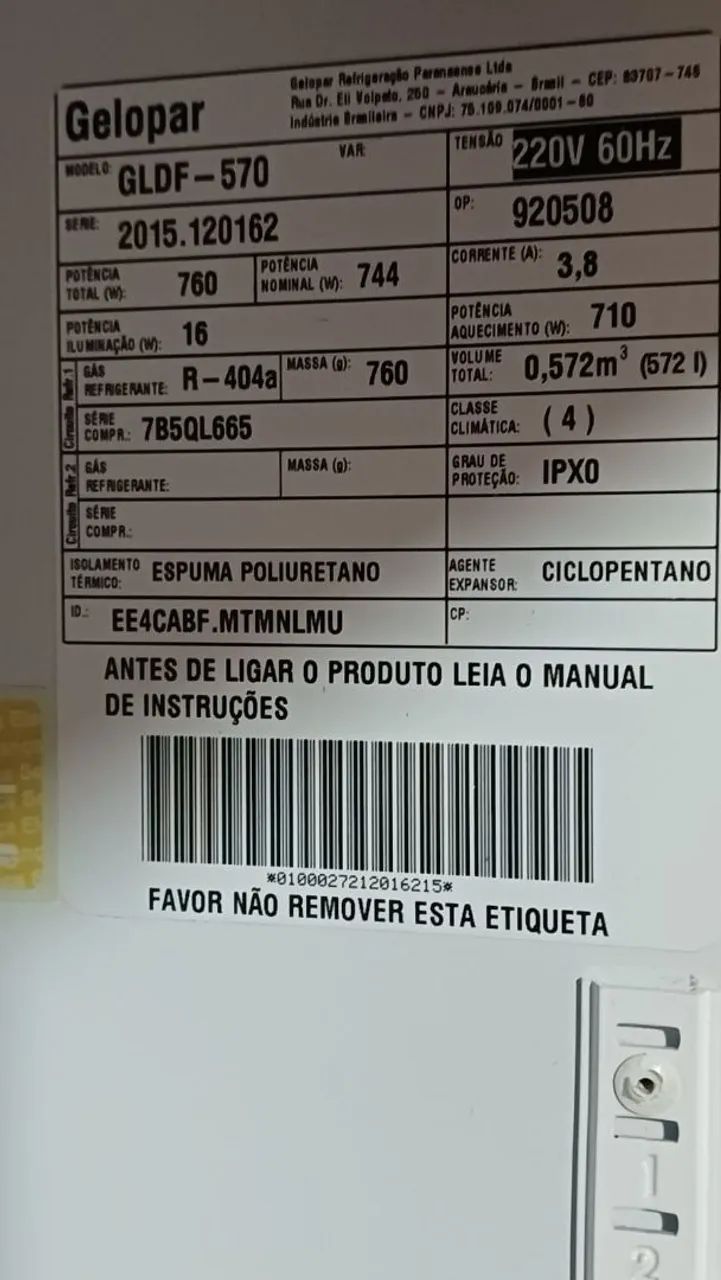 Gelopar
Gelopar Refrigeração Paranaense Ltda
Rua Dr. Eli Volpato, 260 – Araucária – Brasil – CEP: 83707-746
Indústria Brasileira – CNPJ: 75.109.074/0001-60
MODELO: GLDF-570 VAR: TENSÃO 220V 60Hz
SÉRIE: 2015.120162 OP: 920508
POTÊNCIA TOTAL (W): 760 POTÊNCIA NOMINAL (W): 744 CORRENTE (A): 3,8
POTÊNCIA ILUMINAÇÃO (W): 16 POTÊNCIA AQUECIMENTO (W): 710
Circuito Refr.1 GÁS REFRIGERANTE: R-404a MASSA (g): 760 VOLUME TOTAL: 0,572m³ (572 l)
SÉRIE COMPR.: 7B5QL665 CLASSE CLIMÁTICA: (4)
Circuito Refr.2 GÁS REFRIGERANTE: MASSA (g): GRAU DE PROTEÇÃO: IPX0
SÉRIE COMPR.:
ISOLAMENTO TÉRMICO: ESPUMA POLIURETANO AGENTE EXPANSOR: CICLOPENTANO
ID.: EE4CABF.MTMNLMU CP:
ANTES DE LIGAR O PRODUTO LEIA O MANUAL
DE INSTRUÇÕES
*0100027212016215*
FAVOR NÃO REMOVER ESTA ETIQUETA
1
2